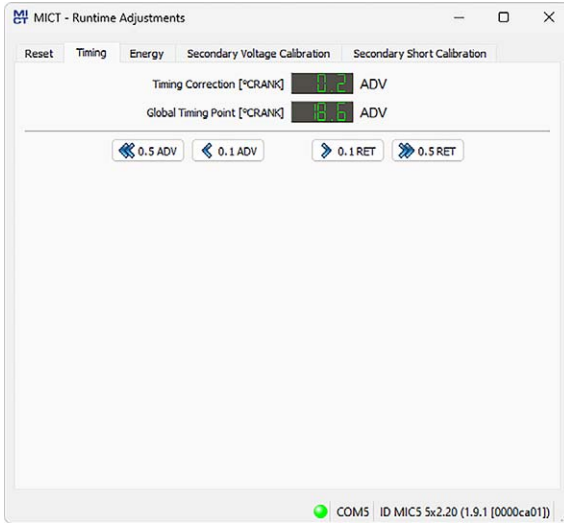 MICT MICT - Runtime Adjustments
Reset Timing Energy Secondary Voltage Calibration Secondary Short Calibration
Timing Correction [°CRANK] 0.2 ADV
Global Timing Point [°CRANK] 18.6 ADV
0.5 ADV 0.1 ADV 0.1 RET 0.5 RET
COM5 ID MIC5 5x2.20 (1.9.1 [0000ca01])